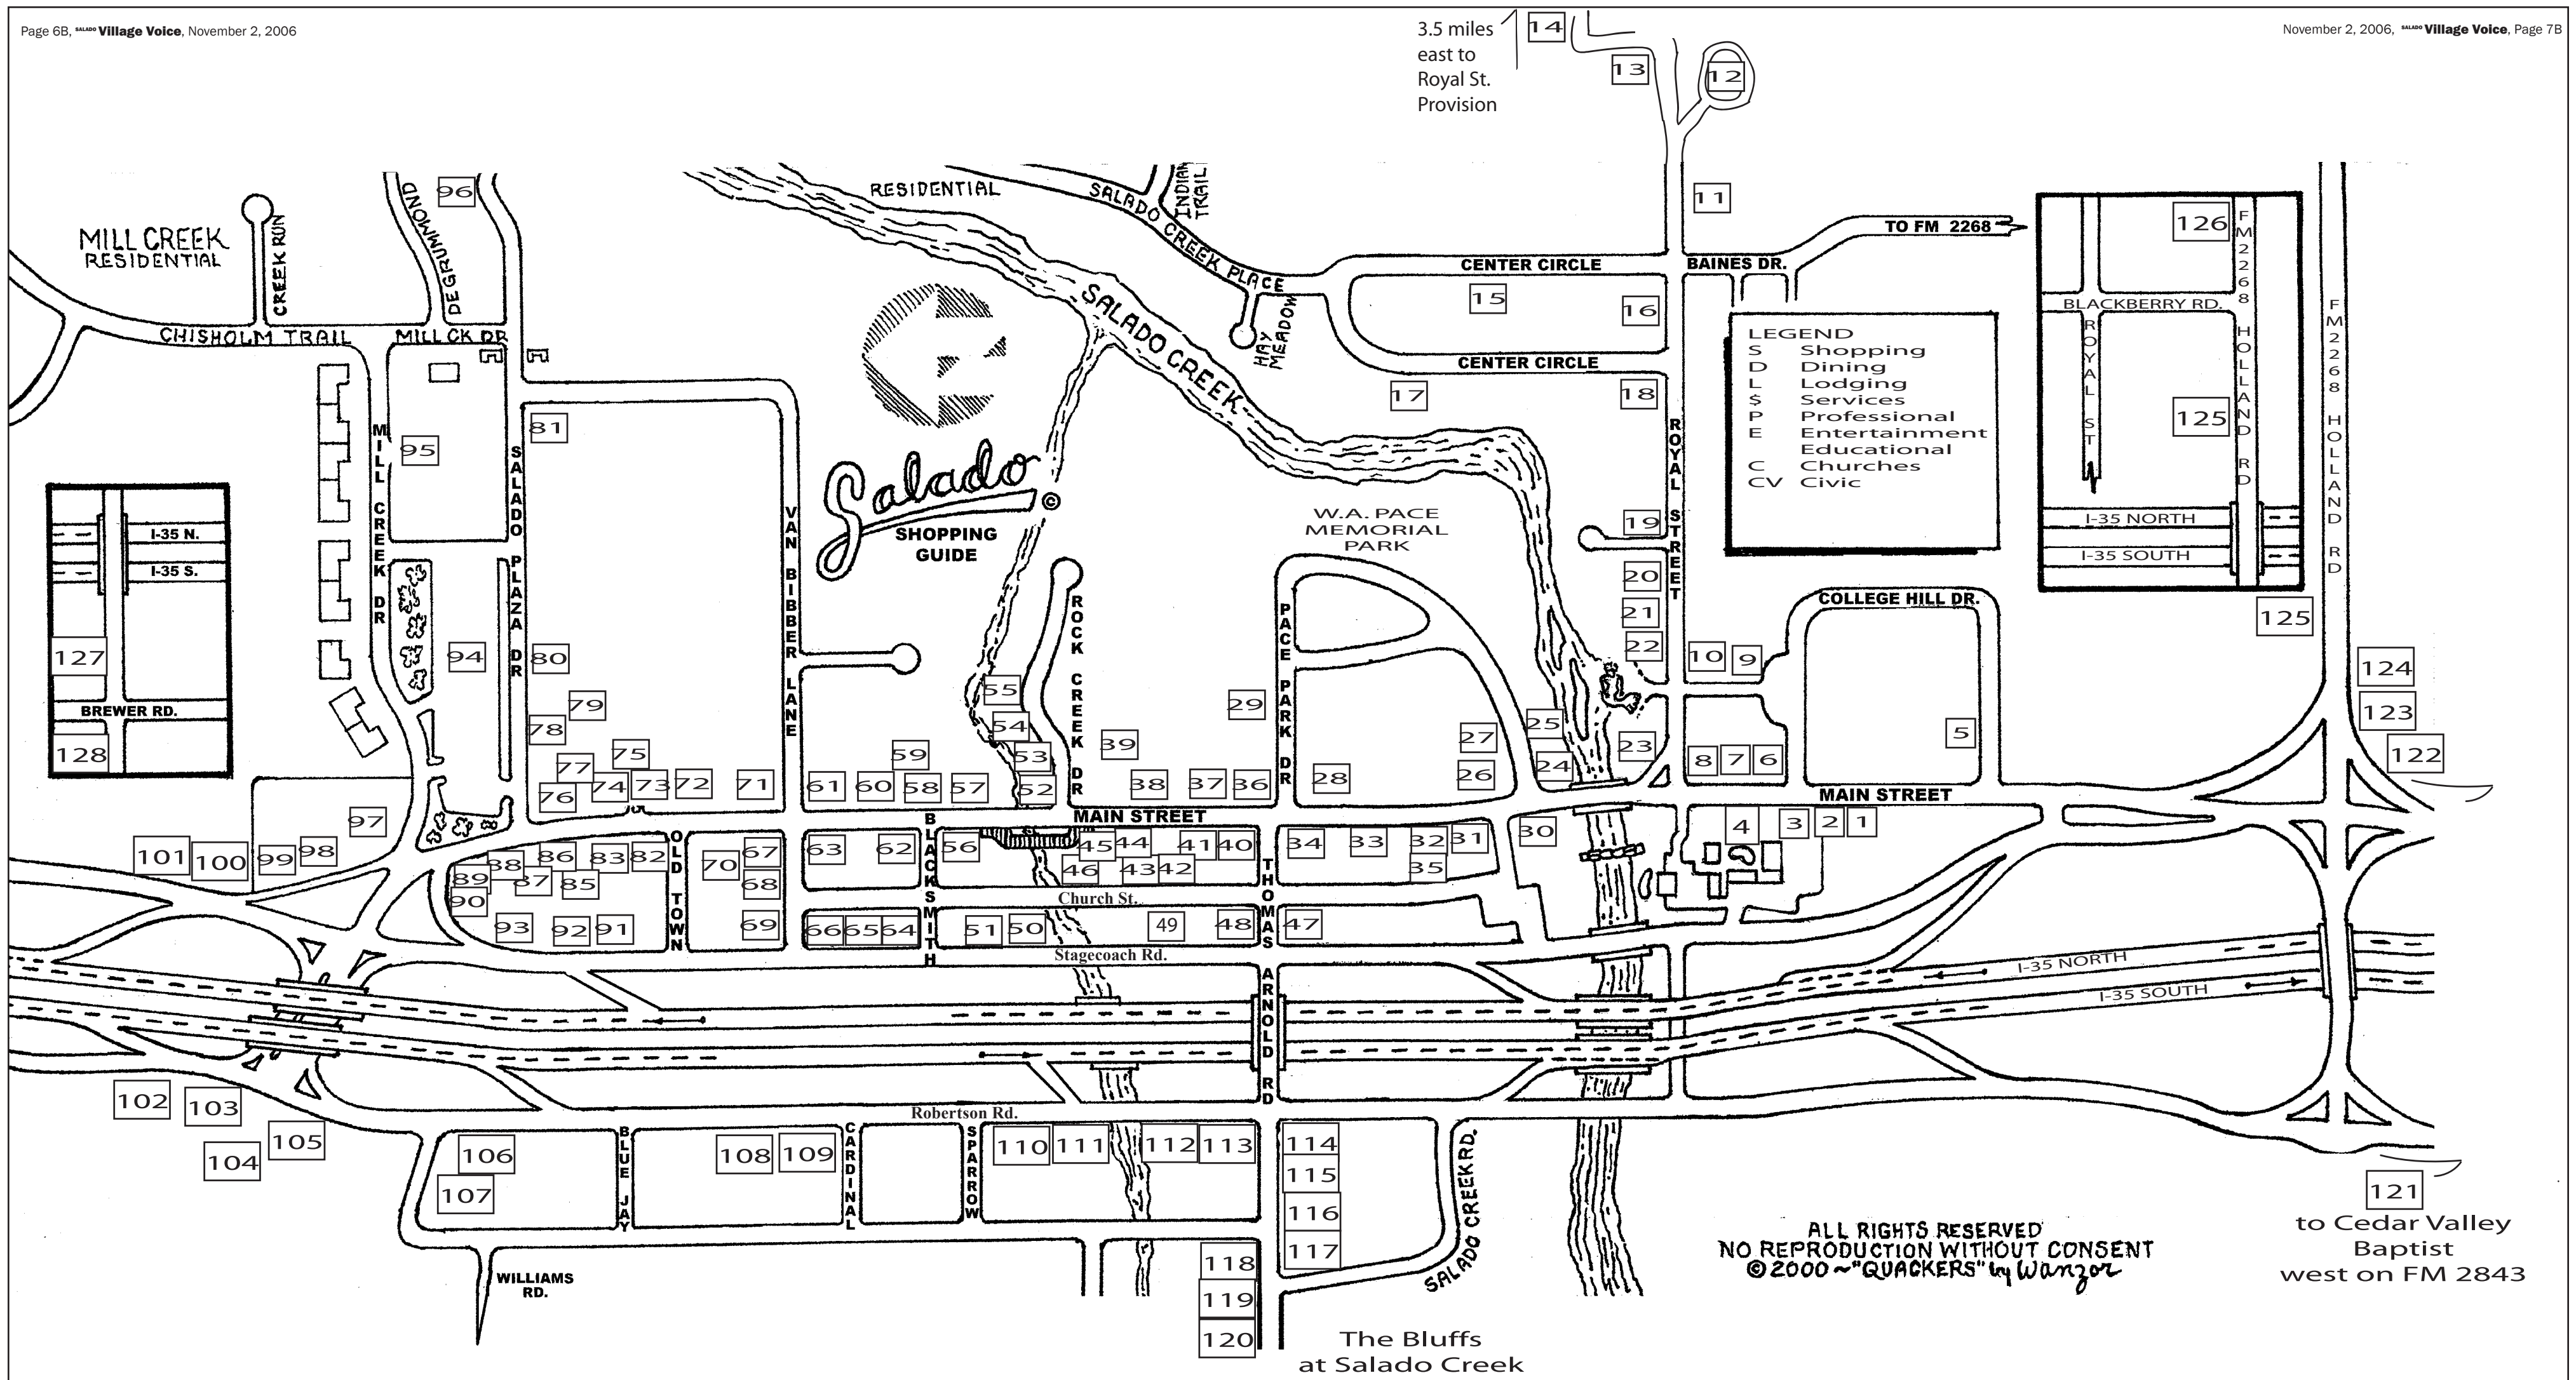 Page 6B, SALADO Village Voice, November 2, 2006
November 2, 2006, SALADO Village Voice, Page 7B
3.5 miles
east to
Royal St.
Provision
14
13
12
11
96
MILL CREEK
RESIDENTIAL
CREEK RUN
DEGRUMMOND
RESIDENTIAL
SALADO CREEK PLACE
INDIAN
TRAIL
HAY
MEADOW
CENTER CIRCLE
BAINES DR.
TO FM 2268
15
16
CENTER CIRCLE
17
18
CHISHOLM TRAIL
MILL CK DR
SALADO CREEK
126
FM 2268 HOLLAND RD
BLACKBERRY RD.
ROYAL ST
125
I-35 NORTH
I-35 SOUTH
FM 2268 HOLLAND RD
LEGEND
S Shopping
D Dining
L Lodging
$ Services
P Professional
E Entertainment
Educational
C Churches
CV Civic
MILL CREEK DR
95
SALADO PLAZA DR
81
VAN BIBBER LANE
Salado ©
SHOPPING
GUIDE
W.A. PACE
MEMORIAL
PARK
ROYAL STREET
19
20
21
22
10
9
COLLEGE HILL DR.
5
125
124
123
122
I-35 N.
I-35 S.
127
BREWER RD.
128
94
80
79
78
77
75
76
74
73
72
71
61
60
59
58
57
55
54
53
52
ROCK CREEK DR
39
38
37
36
29
PACE PARK DR
28
27
26
25
24
23
8
7
6
MAIN STREET
MAIN STREET
97
98
99
100
101
88
86
83
82
89
87
85
90
93
92
91
OLD TOWN
70
67
68
69
63
62
66
65
64
BLACKSMITH
56
45
44
41
40
46
43
42
Church St.
51
50
49
48
47
THOMAS ARNOLD RD
34
33
32
31
35
30
4
3
2
1
Stagecoach Rd.
I-35 NORTH
I-35 SOUTH
102
103
104
105
Robertson Rd.
106
107
BLUE JAY
108
109
CARDINAL
SPARROW
110
111
112
113
114
115
116
117
118
119
120
SALADO CREEK RD.
WILLIAMS
RD.
The Bluffs
at Salado Creek
ALL RIGHTS RESERVED
NO REPRODUCTION WITHOUT CONSENT
© 2000 ~ "QUACKERS" by Wanzor
121
to Cedar Valley
Baptist
west on FM 2843